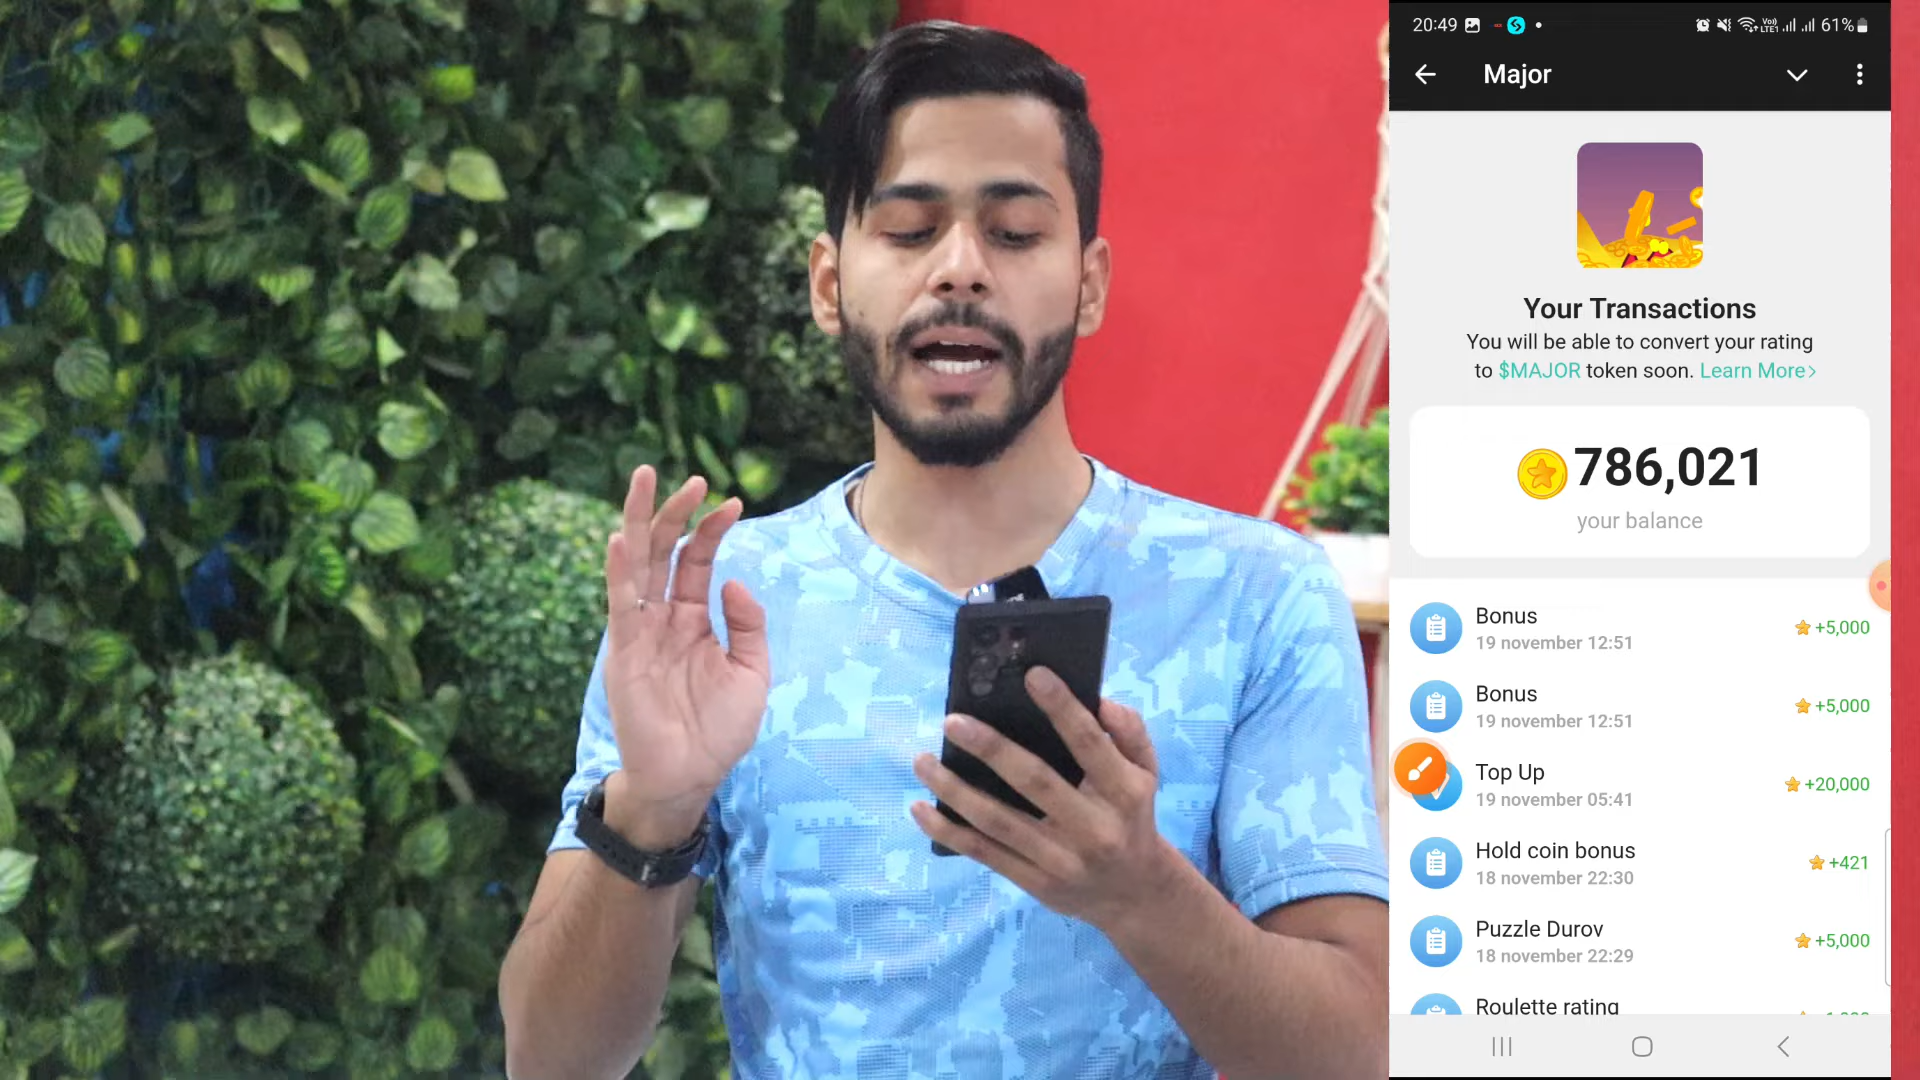 20:49
Vo)) LTE1
61%
Major
Your Transactions
You will be able to convert your rating
to $MAJOR token soon. Learn More>
786,021
your balance
Bonus
+5,000
19 november 12:51
Bonus
+5,000
19 november 12:51
Top Up
+20,000
19 november 05:41
Hold coin bonus
+421
18 november 22:30
Puzzle Durov
+5,000
18 november 22:29
Roulette rating